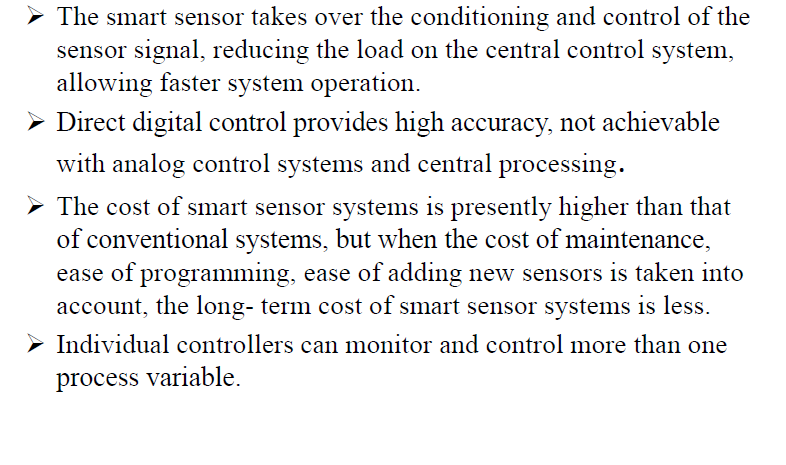 ➢ The smart sensor takes over the conditioning and control of the
sensor signal, reducing the load on the central control system,
allowing faster system operation.
➢ Direct digital control provides high accuracy, not achievable
with analog control systems and central processing.
➢ The cost of smart sensor systems is presently higher than that
of conventional systems, but when the cost of maintenance,
ease of programming, ease of adding new sensors is taken into
account, the long- term cost of smart sensor systems is less.
➢ Individual controllers can monitor and control more than one
process variable.